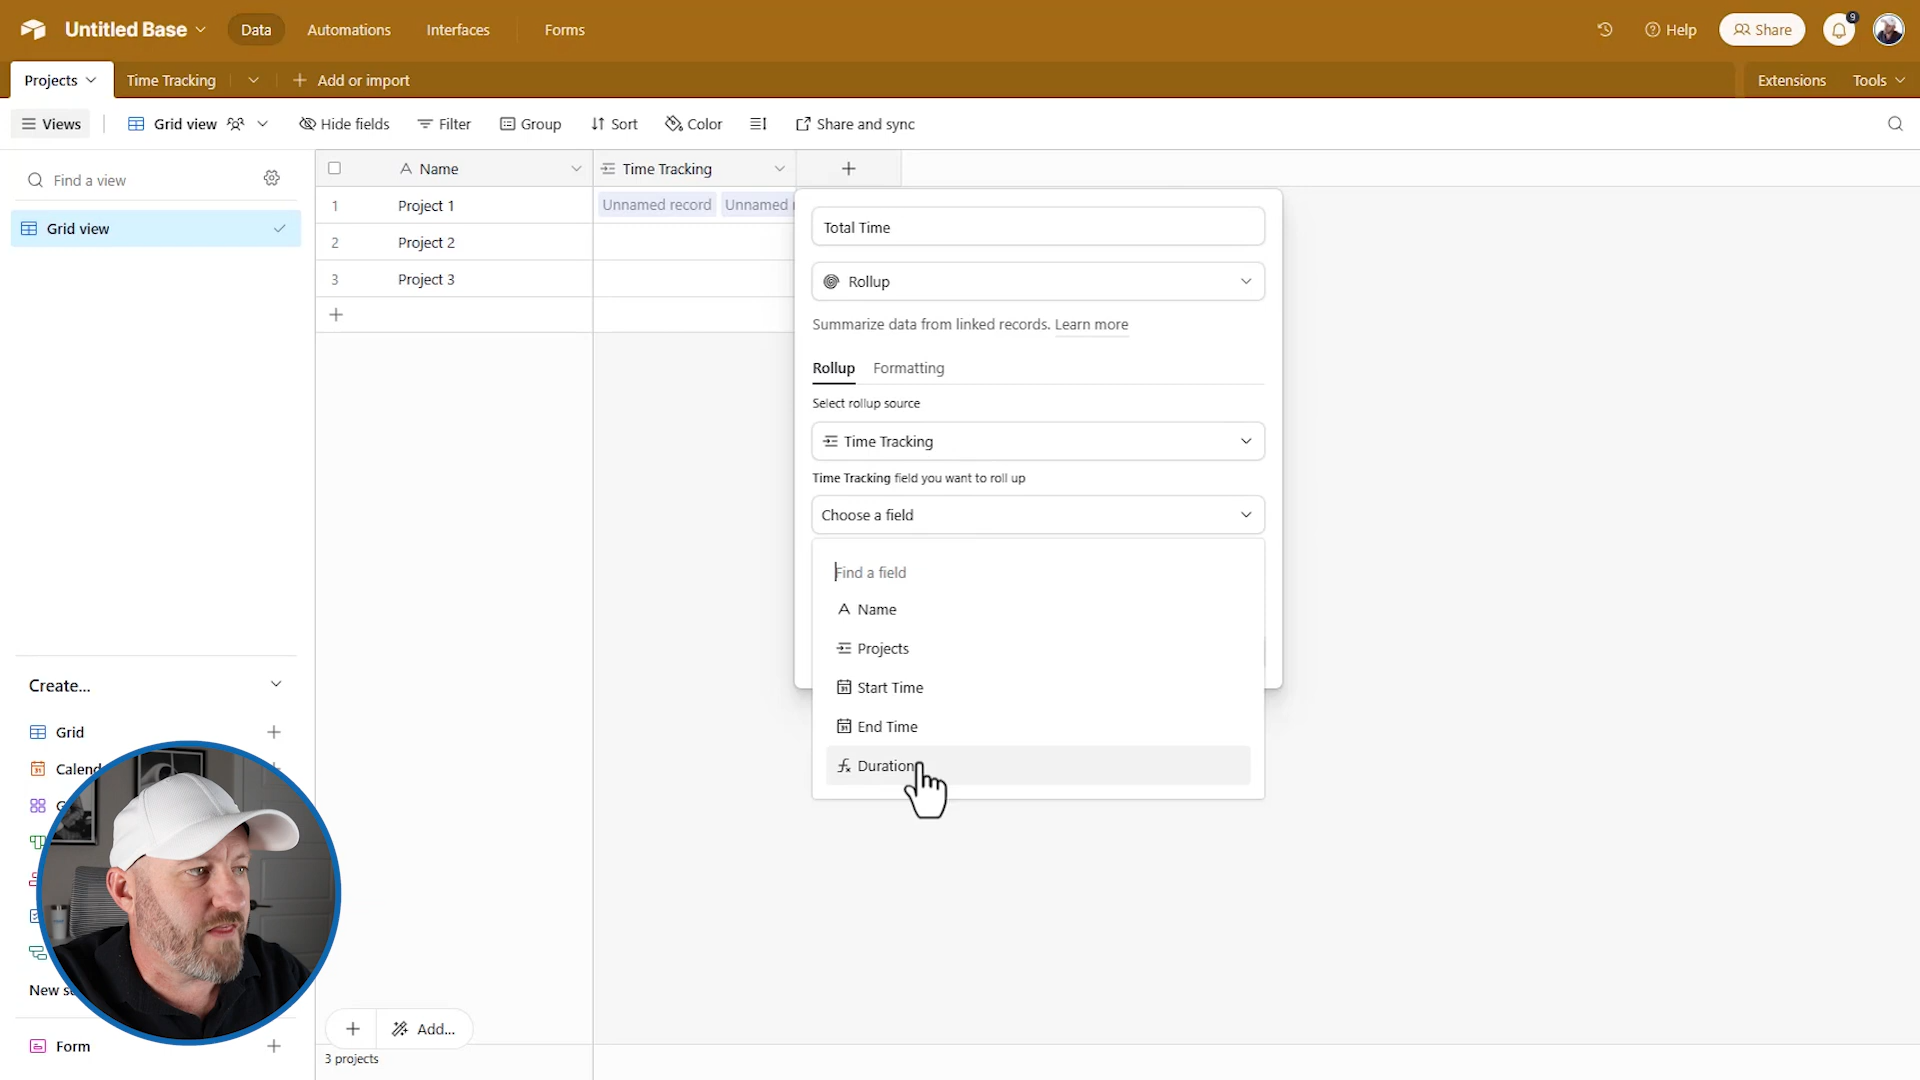 Untitled Base
Data
Automations
Interfaces
Forms
Help
Share
9
Projects
Time Tracking
Add or import
Extensions
Tools
Views
Grid view
Hide fields
Filter
Group
Sort
Color
Share and sync
Find a view
Grid view
Name
Time Tracking
1
Project 1
Unnamed record
Unnamed
2
Project 2
3
Project 3
Total Time
Rollup
Summarize data from linked records. Learn more
Rollup
Formatting
Select rollup source
Time Tracking
Time Tracking field you want to roll up
Choose a field
Find a field
Name
Projects
Start Time
End Time
Duration
Create...
Grid
Form
Add...
3 projects